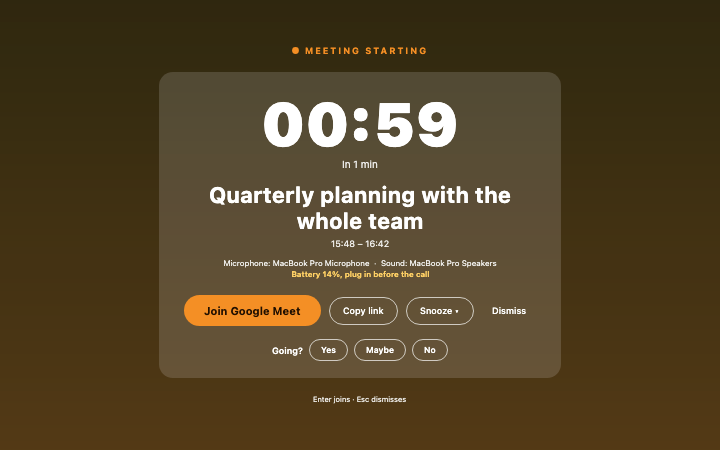 MEETING STARTING
00:59
In 1 min
Quarterly planning with the
whole team
15:48 – 16:42
Microphone: MacBook Pro Microphone · Sound: MacBook Pro Speakers
Battery 14%, plug in before the call
Join Google Meet Copy link Snooze ▾ Dismiss
Going? Yes Maybe No
Enter joins · Esc dismisses